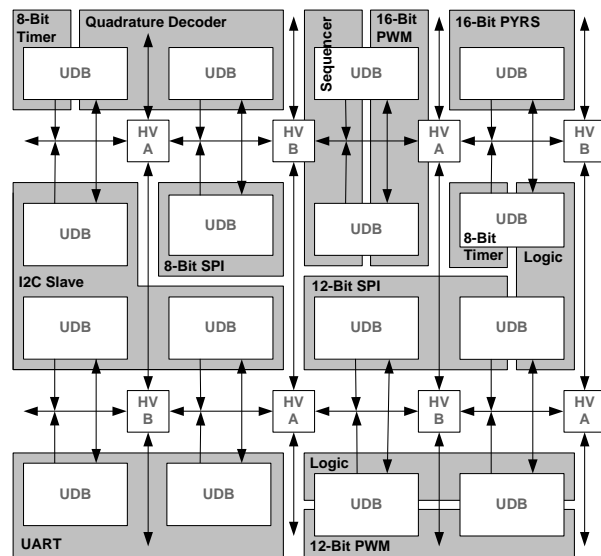 8-Bit Timer
Quadrature Decoder
Sequencer
16-Bit PWM
16-Bit PYRS
UDB
UDB
UDB
UDB
HV A
HV B
HV A
HV B
UDB
UDB
UDB
UDB
8-Bit SPI
8-Bit Timer
Logic
I2C Slave
12-Bit SPI
UDB
UDB
UDB
UDB
HV B
HV A
HV B
HV A
Logic
UDB
UDB
UDB
UDB
UART
12-Bit PWM